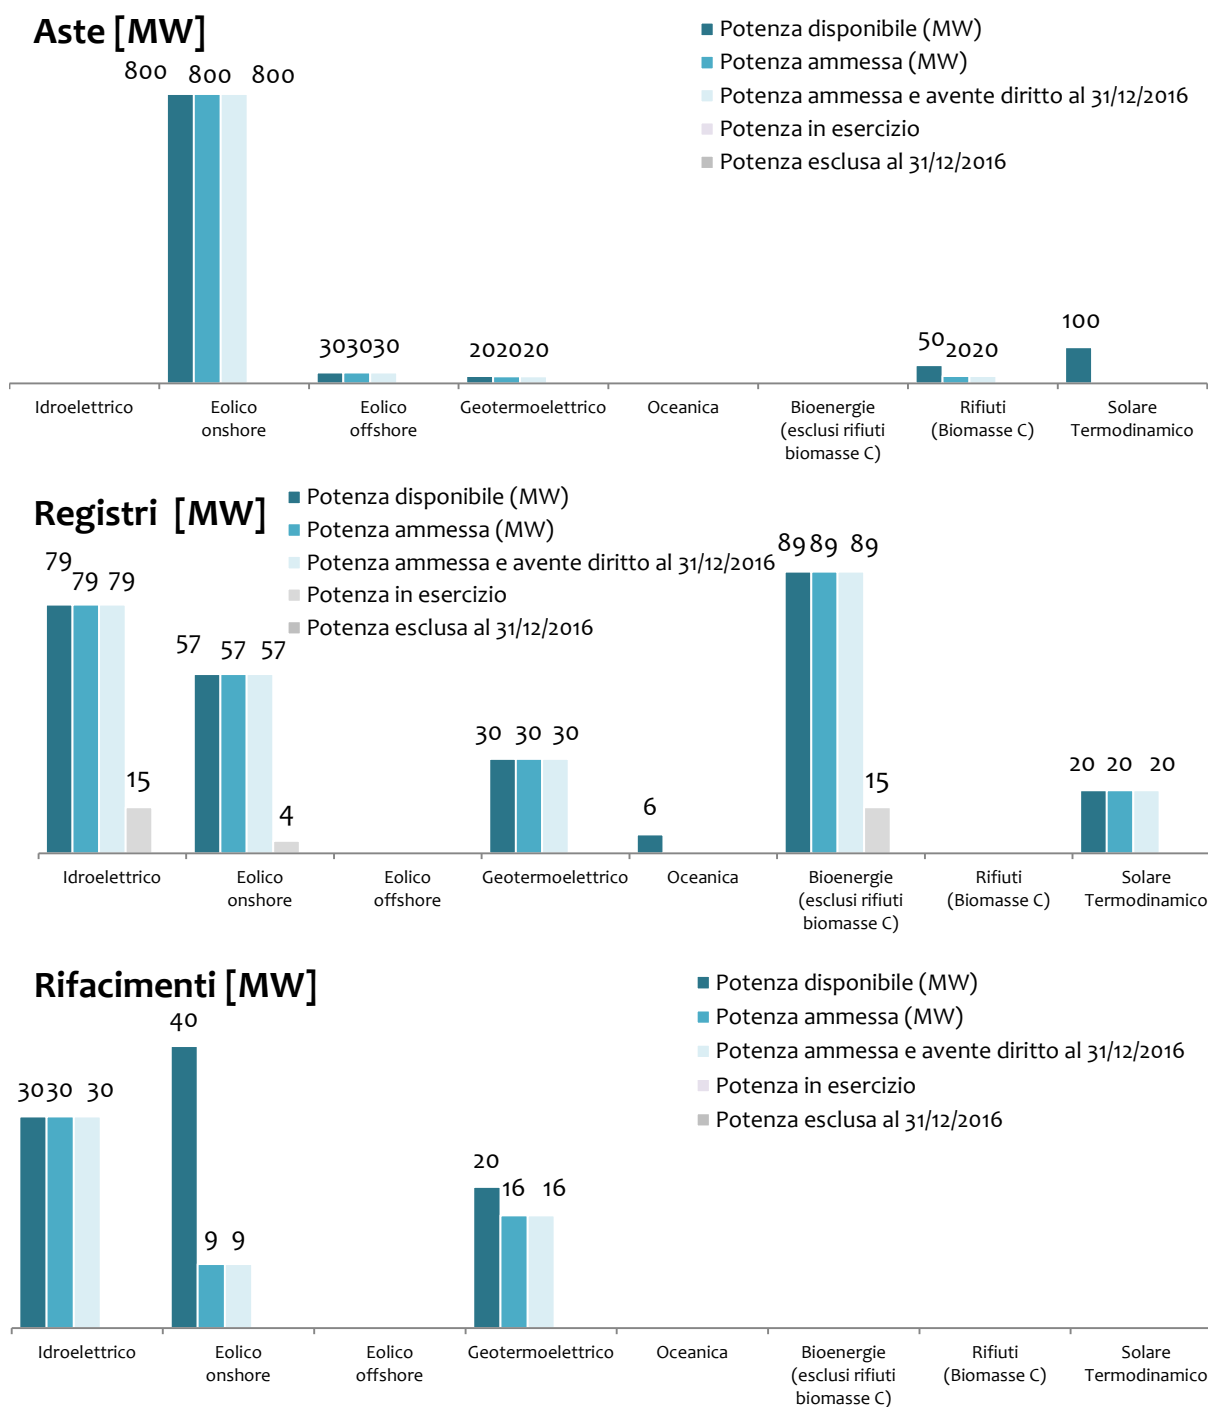 Aste [MW]
Potenza disponibile (MW)
Potenza ammessa (MW)
Potenza ammessa e avente diritto al 31/12/2016
Potenza in esercizio
Potenza esclusa al 31/12/2016
800 800 800
303030
202020
50 2020
100
Idroelettrico
Eolico
onshore
Eolico
offshore
Geotermoelettrico
Oceanica
Bioenergie
(esclusi rifiuti
biomasse C)
Rifiuti
(Biomasse C)
Solare
Termodinamico
Registri [MW]
Potenza disponibile (MW)
Potenza ammessa (MW)
Potenza ammessa e avente diritto al 31/12/2016
Potenza in esercizio
Potenza esclusa al 31/12/2016
79 79 79
15
57 57 57
4
30 30 30
6
89 89 89
15
20 20 20
Idroelettrico
Eolico
onshore
Eolico
offshore
Geotermoelettrico
Oceanica
Bioenergie
(esclusi rifiuti
biomasse C)
Rifiuti
(Biomasse C)
Solare
Termodinamico
Rifacimenti [MW]
Potenza disponibile (MW)
Potenza ammessa (MW)
Potenza ammessa e avente diritto al 31/12/2016
Potenza in esercizio
Potenza esclusa al 31/12/2016
3030 30
40
9 9
20
16 16
Idroelettrico
Eolico
onshore
Eolico
offshore
Geotermoelettrico
Oceanica
Bioenergie
(esclusi rifiuti
biomasse C)
Rifiuti
(Biomasse C)
Solare
Termodinamico